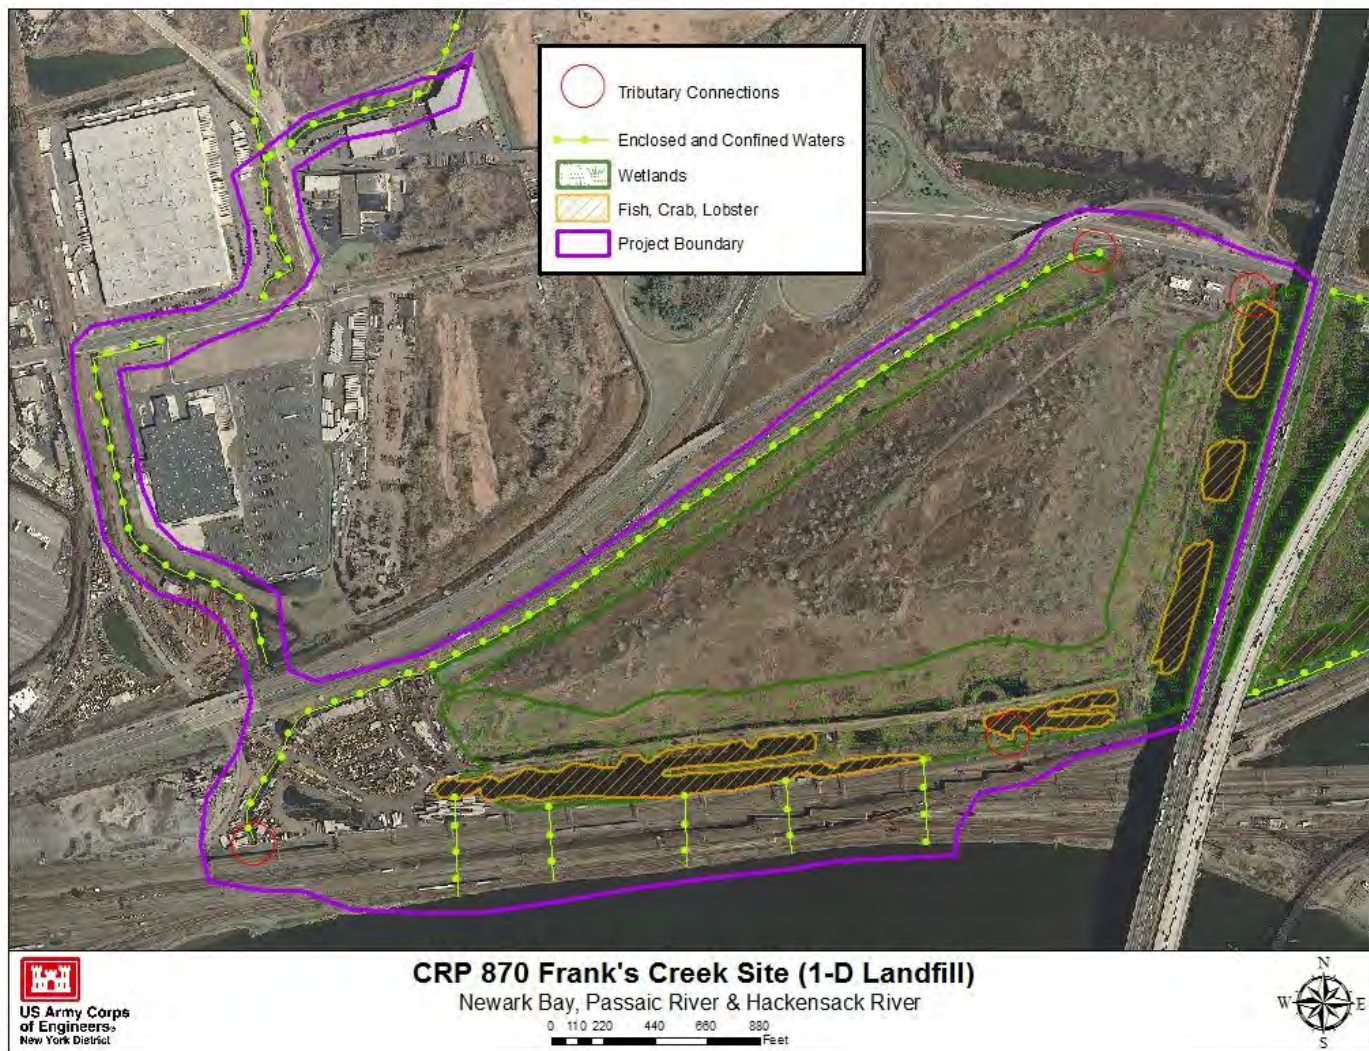 Tributary Connections
Enclosed and Confined Waters
Wetlands
Fish, Crab, Lobster
Project Boundary
US Army Corps
of Engineers®
New York District
CRP 870 Frank's Creek Site (1-D Landfill)
Newark Bay, Passaic River & Hackensack River
0 110 220 440 660 880
Feet
N
W E
S